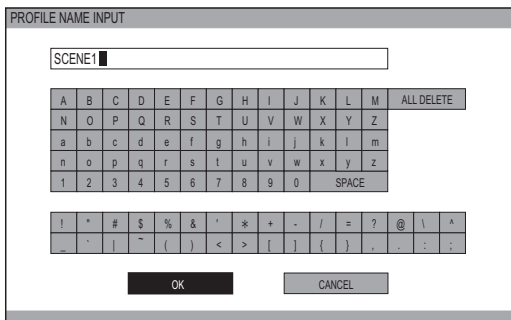 PROFILE NAME INPUT
SCENE1
A B C D E F G H I J K L M ALL DELETE
N O P Q R S T U V W X Y Z
a b c d e f g h i j k l m
n o p q r s t u v w x y z
1 2 3 4 5 6 7 8 9 0 SPACE
! " # $ % & ' * + - / = ? @ \ ^
_ ` | ~ ( ) < > [ ] { } , . : ;
OK CANCEL